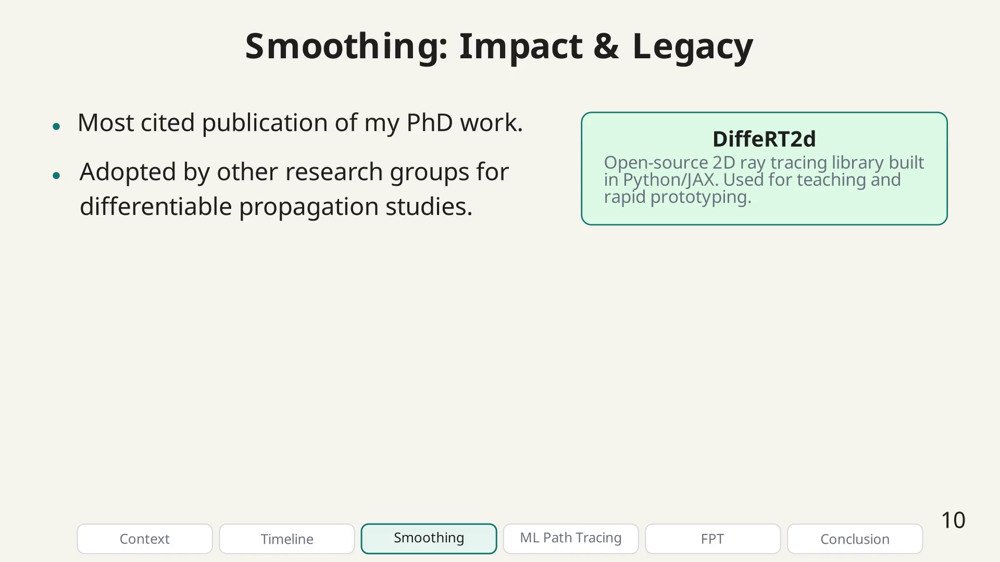 Smoothing: Impact & Legacy
• Most cited publication of my PhD work.
• Adopted by other research groups for
differentiable propagation studies.
DiffeRT2d
Open-source 2D ray tracing library built
in Python/JAX. Used for teaching and
rapid prototyping.
10
Context
Timeline
Smoothing
ML Path Tracing
FPT
Conclusion